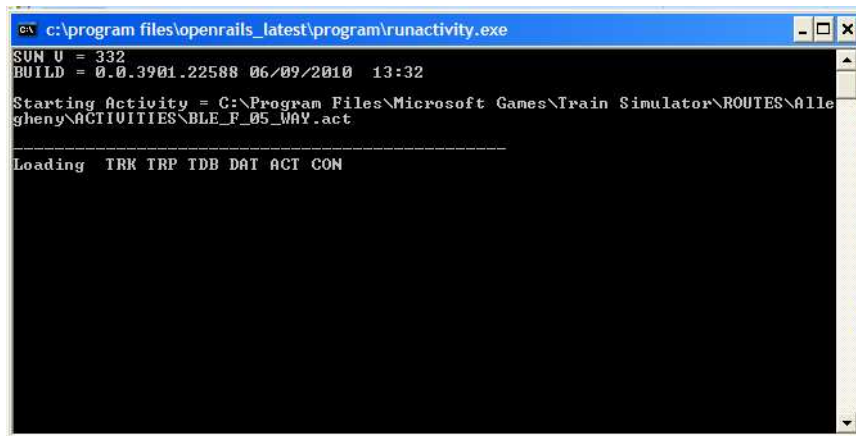 c:\program files\openrails_latest\program\runactivity.exe
SVN V = 332
BUILD = 0.0.3901.22588 06/09/2010  13:32
Starting Activity = C:\Program Files\Microsoft Games\Train Simulator\ROUTES\Alle
gheny\ACTIVITIES\BLE_F_05_WAY.act
------------------------------------------------
Loading  TRK TRP TDB DAT ACT CON